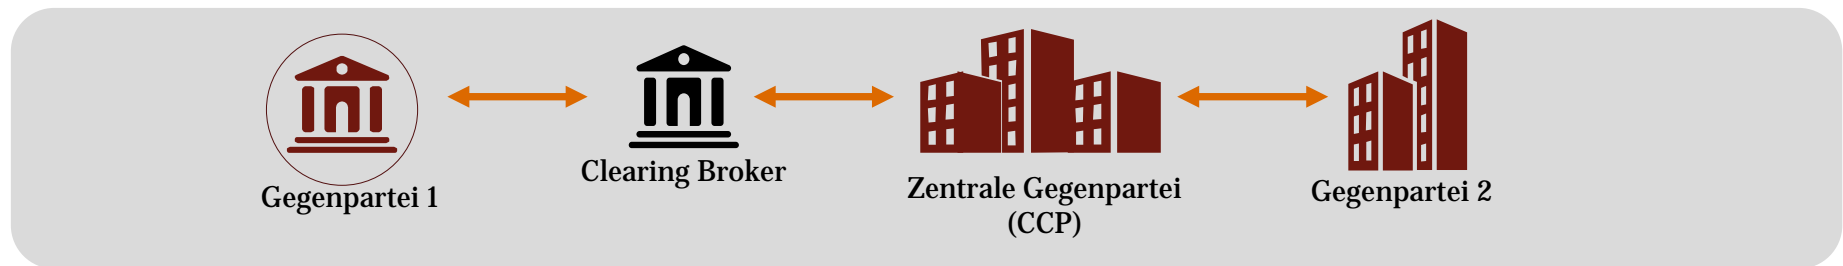 Gegenpartei 1
Clearing Broker
Zentrale Gegenpartei
(CCP)
Gegenpartei 2